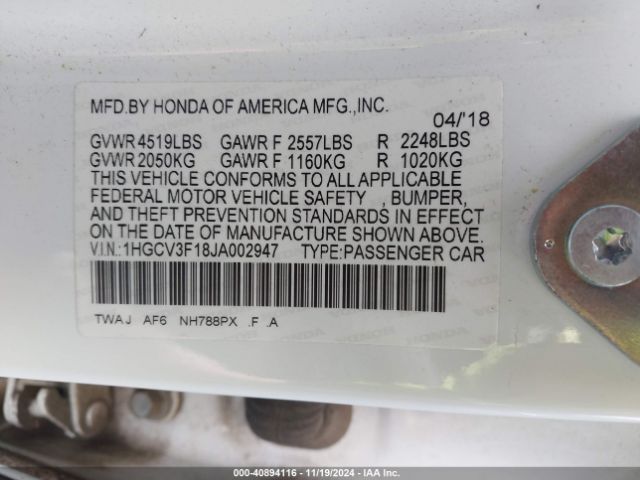 MFD.BY HONDA OF AMERICA MFG.,INC.
04/'18
GVWR 4519LBS GAWR F 2557LBS R 2248LBS
GVWR 2050KG GAWR F 1160KG R 1020KG
THIS VEHICLE CONFORMS TO ALL APPLICABLE
FEDERAL MOTOR VEHICLE SAFETY , BUMPER,
AND THEFT PREVENTION STANDARDS IN EFFECT
ON THE DATE OF MANUFACTURE SHOWN ABOVE.
V.I.N.:1HGCV3F18JA002947 TYPE:PASSENGER CAR
TWAJ AF6 NH788PX .F .A
000-40894116 - 11/19/2024 - IAA Inc.